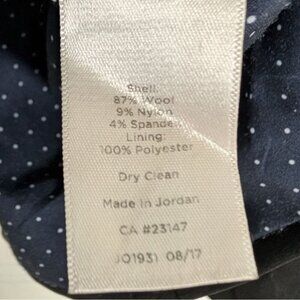 Shell:
87% Wool
9% Nylon
4% Spandex
Lining:
100% Polyester
Dry Clean
Made in Jordan
CA #23147
JO1931 08/17